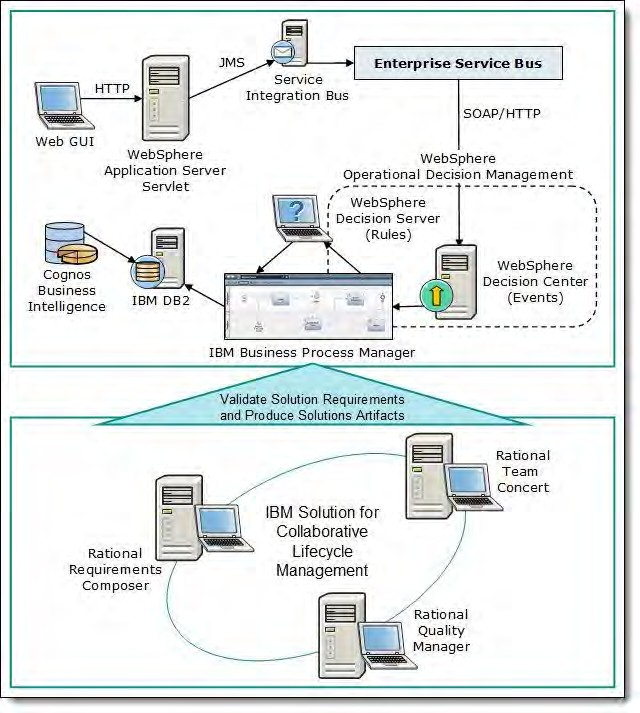 HTTP
JMS
Web GUI
WebSphere
Application Server
Servlet
Service
Integration Bus
Enterprise Service Bus
SOAP/HTTP
WebSphere
Operational Decision Management
WebSphere
Decision Server
(Rules)
?
WebSphere
Decision Center
(Events)
Cognos
Business
Intelligence
IBM DB2
IBM Business Process Manager
Validate Solution Requirements
and Produce Solutions Artifacts
Rational
Team
Concert
IBM Solution for
Collaborative
Lifecycle
Management
Rational
Requirements
Composer
Rational
Quality
Manager